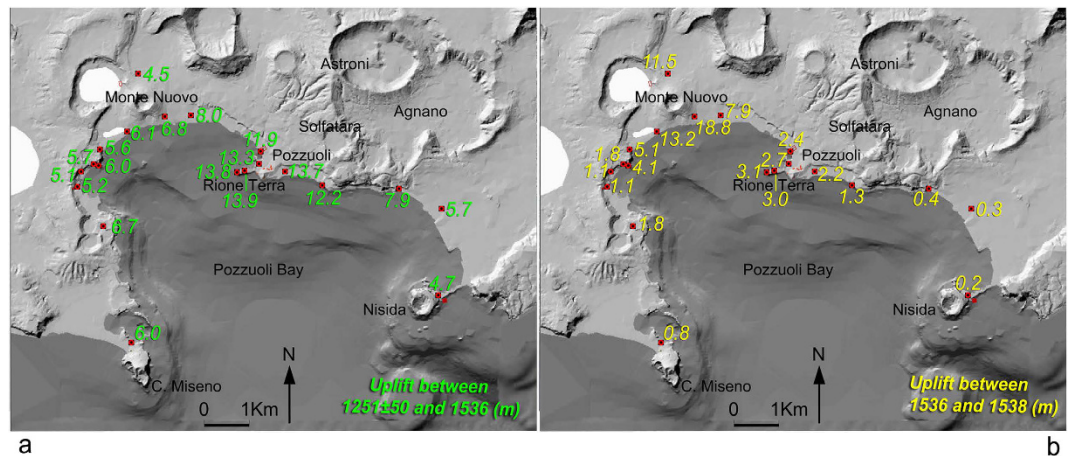 Astroni
4.5
Monte Nuovo
Agnano
8.0
6.8
6.1
Solfatara
11.9
5.6
5.7
Pozzuoli
13.3
6.0
5.1
13.8
13.7
Rione Terra
5.2
13.9
12.2
7.9
5.7
6.7
Pozzuoli Bay
4.7
Nisida
6.0
N
C. Miseno
Uplift between
1251±50 and 1536 (m)
0 1Km
a
Astroni
11.5
Monte Nuovo
Agnano
7.9
18.8
13.2
Solfatara
2.4
5.1
1.8
Pozzuoli
2.7
4.1
1.1
3.1
2.2
Rione Terra
1.1
3.0
1.3
0.4
0.3
1.8
Pozzuoli Bay
0.2
Nisida
0.8
N
C. Miseno
Uplift between
1536 and 1538 (m)
0 1Km
b